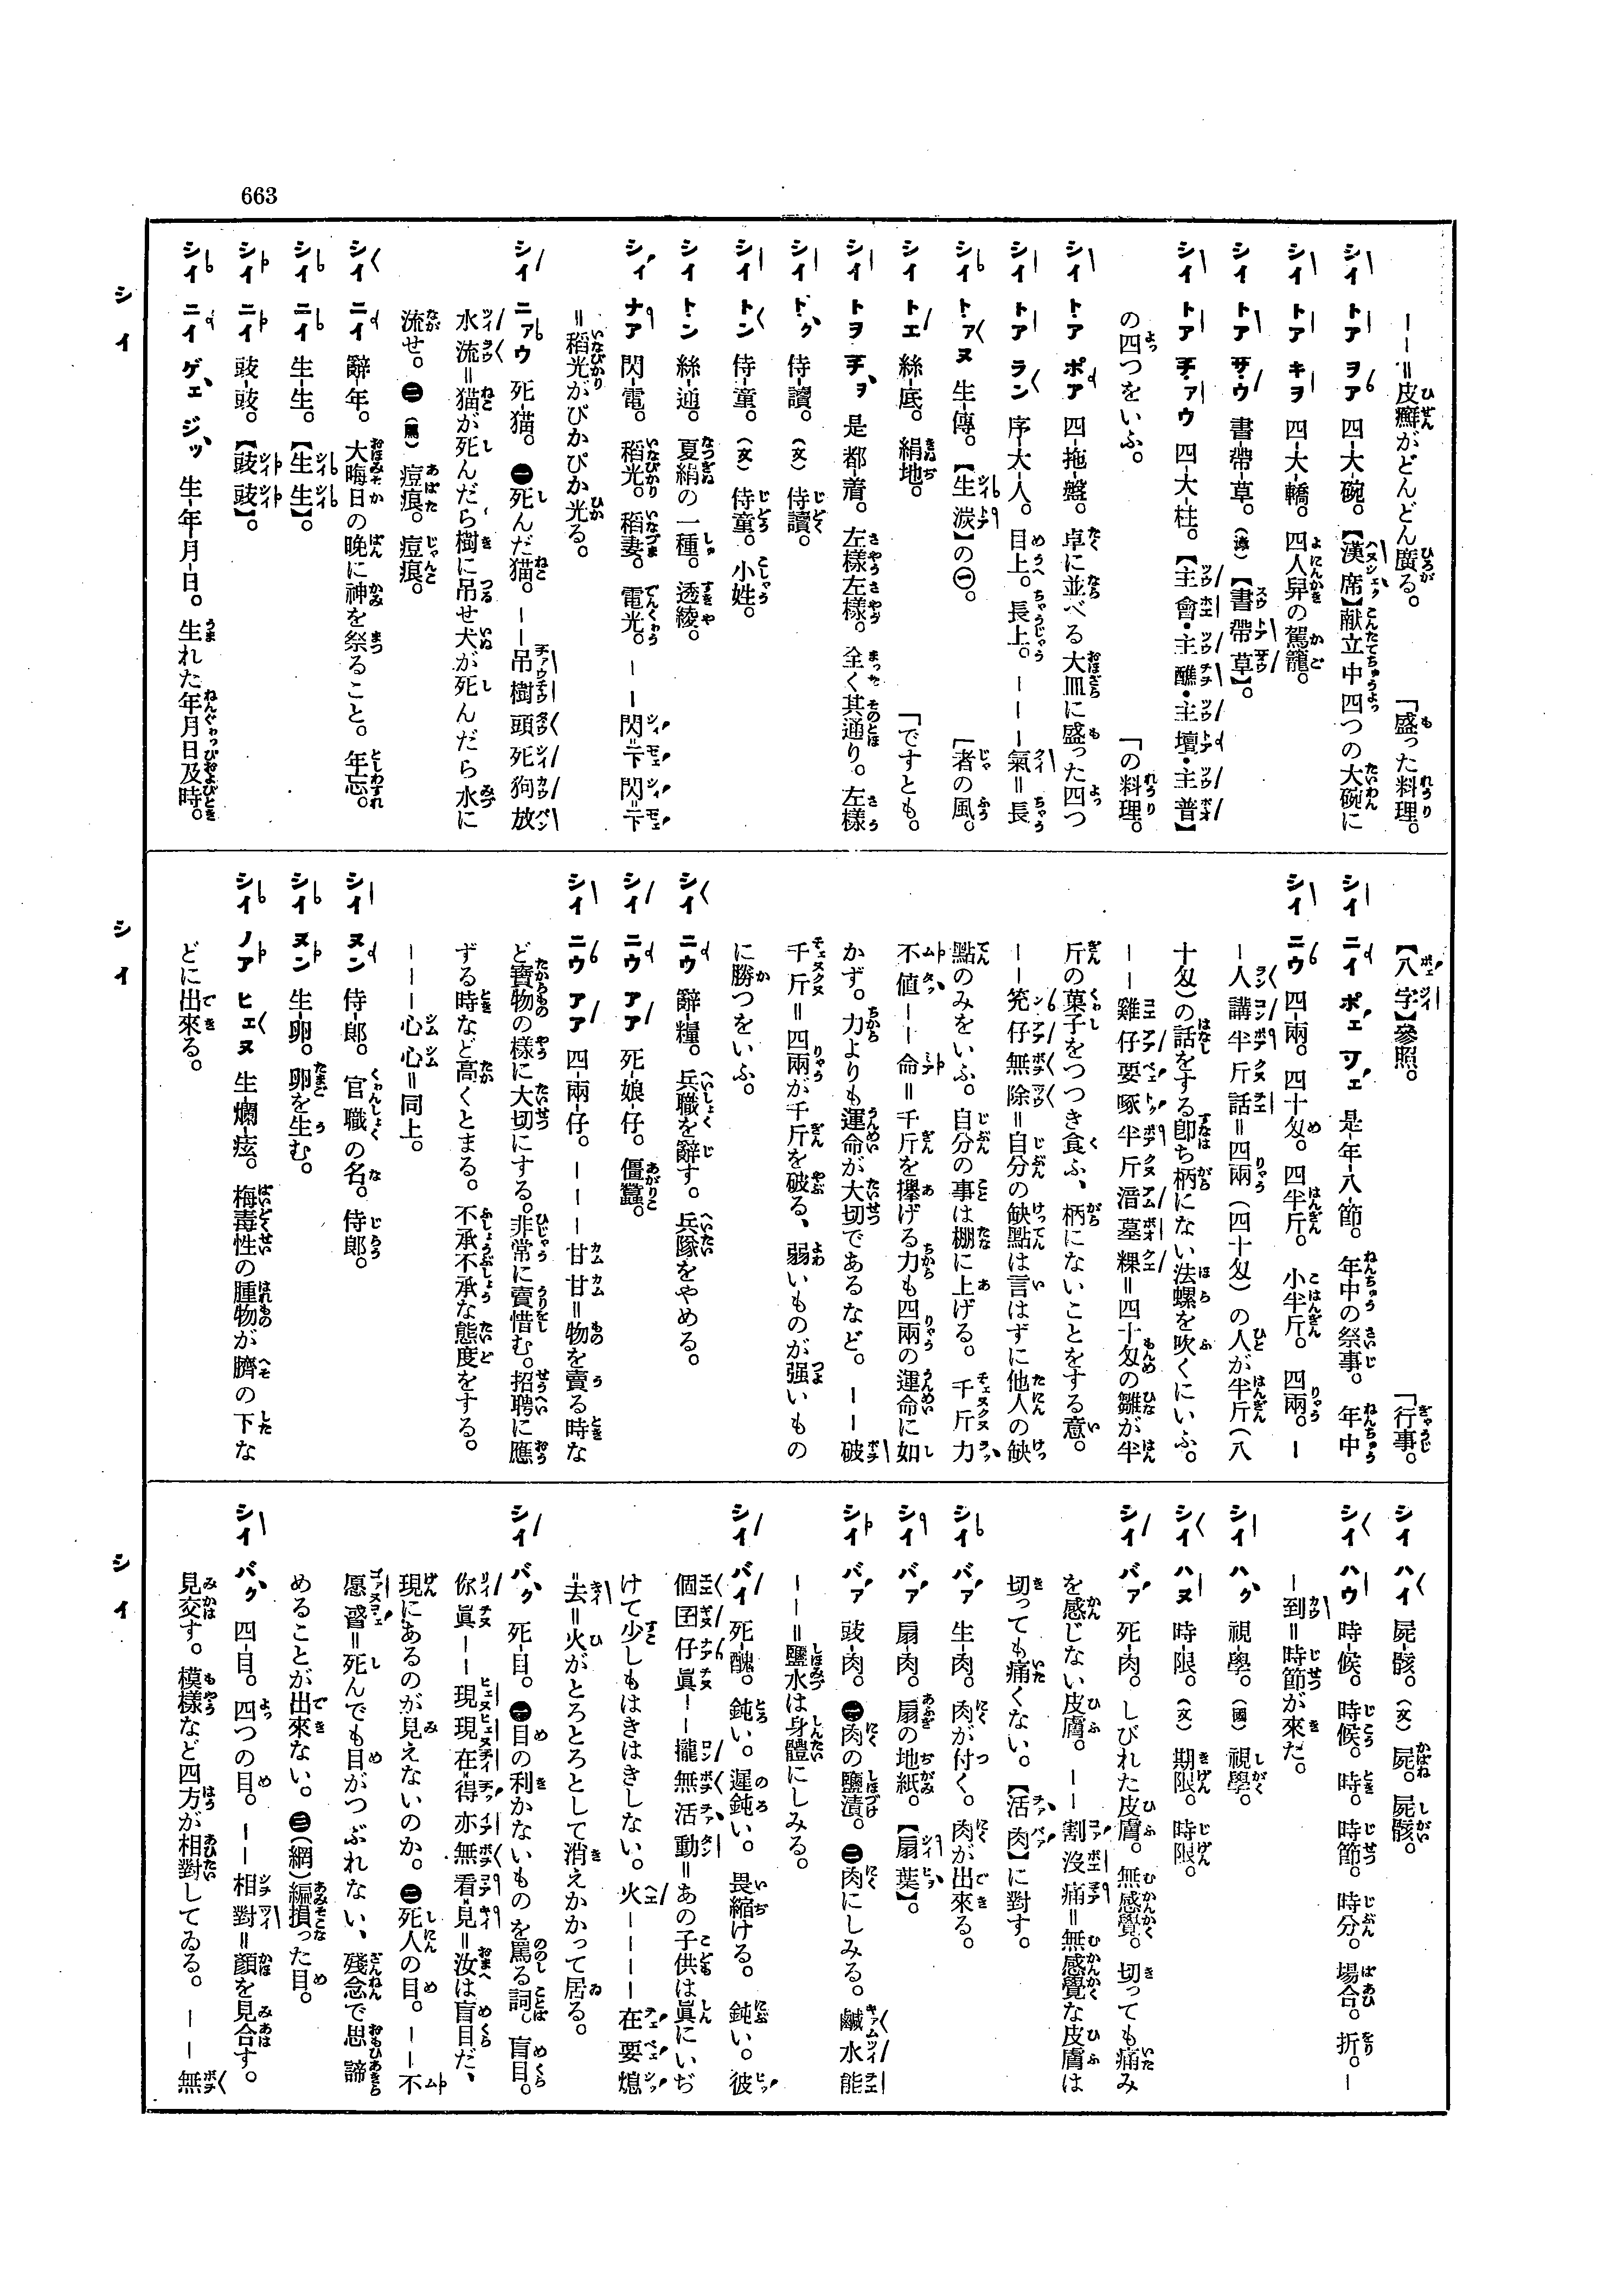 663
――＝皮癬がどんどん廣る。 「盛った料理。
シイ トア ヲア 四-大-碗。【漢席】献立中四つの大碗に
シイ トア キヲ 四-大-轎。四人舁の駕籠。
シイ トア サウ 書-帶-草。【書帶草】。
シイ トア チァウ 四-大-柱。【主會・主醮・主壇・主普】
の四つをいふ。 「の料理。
シイ トア ポア 四-拖-盤。卓に並べる大皿に盛った四つ
シイ トア ラン 序-大-人。目上。長上。―――氣＝長
シイ トァヌ 生-傳。【生湠】の㊀。 「者の風。
シイ トエ 絲-底。絹地。 「ですとも。
シイ トヲ チヲ 是-都-着。左樣左樣。全く其通り。左樣
シイ トク 侍-讀。（文）侍讀。
シイ トン 侍-童。（文）侍童。小姓。
シイ トン 絲-通。夏絹の一種。透綾。
シィ ナア 閃-電。稻光。稻妻。電光。――閃=下閃=下
＝稻光がぴかぴか光る。
シイ ニァウ 死-猫。㊀死んだ猫。――吊樹頭死狗放
水流＝猫が死んだら樹に吊せ犬が死んだら水に
流せ。㊁（罵）痘痕。痘痕。
シイ ニイ 辭-年。大晦日の晩に神を祭ること。年忘。
シイ ニイ 生-生。【生生】。
シイ ニイ 豉-豉。【豉豉】。
シイ ニイ ゲェ ジッ 生-年-月-日。生れた年月日及時。
シイ
【八字】參照。 「行事。
シイ ニイ ポェ ツェ 是-年-八-節。年中の祭事。年中
シイ ニウ 四-兩。四十匁。四半斤。小半斤。四兩。―
―人講半斤話＝四兩（四十匁）の人が半斤（八
十匁）の話をする卽ち柄にない法螺を吹くにいふ。
――雞仔要啄半斤㴘墓粿＝四十匁の雛が半
斤の菓子をつつき食ふ、柄にないことをする意。
――筅仔無除＝自分の缺點は言はずに他人の缺
點のみをいふ。自分の事は棚に上げる。千斤力
不値――命＝千斤を擧げる力も四兩の運命に如
かず。力よりも運命が大切であるなど。――破
千斤＝四兩が千斤を破る、弱いものが强いもの
に勝つをいふ。
シイ ニウ 辭-糧。兵職を辭す。兵隊をやめる。
シイ ニウ アア 死-娘-仔。僵蠶。
シイ ニウ アア 四-兩-仔。―――甘甘＝物を賣る時な
ど寶物の樣に大切にする。非常に賣惜む。招聘に應
ずる時など高くとまる。不承不承な態度をする。
―――心心＝同上。
シイ ヌン 侍-郎。官職の名。侍郎。
シイ ヌン 生-卵。卵を生む。
シイ ノア ヒェヌ 生-爛-痃。梅毒性の腫物が臍の下な
どに出來る。
シイ
シイ ハイ 屍-骸。（文）屍。屍骸。
シイ ハウ 時-候。時候。時。時節。時分。場合。折。―
―到＝時節が來た。
シイ ハク 視-學。（國）視學。
シイ ハヌ 時-限。（文）期限。時限。
シイ バァ 死-肉。しびれた皮膚。無感覺。切っても痛み
を感じない皮膚。――割沒痛＝無感覺な皮膚は
切っても痛くない。【活肉】に對す。
シイ バァ 生-肉。肉が付く。肉が出來る。
シイ バァ 扇-肉。扇の地紙。【扇葉】。
シイ バァ 豉-肉。㊀肉の鹽漬。㊁肉にしみる。鹹水能
――＝鹽水は身體にしみる。
シイ バイ 死-醜。鈍い。遲鈍い。畏縮ける。鈍い。彼
個囝仔眞――攏無活動＝あの子供は眞にいぢ
けて少しもはきはきしない。火――――在要熄
=去＝火がとろとろとして消えかかって居る。
シイ バク 死-目。㊀目の利かないものを罵る詞。盲目。
你眞――現現在=得亦無看=見＝汝は盲目だ、
現にあるのが見えないのか。㊁死人の目。――不
愿瞌＝死んでも目がつぶれない、殘念で思諦
めることが出來ない。㊂（網）編損った目。
シイ バク 四-目。四つの目。――相對＝顏を見合す。
見交す。模樣など四方が相對してゐる。――無
シイ